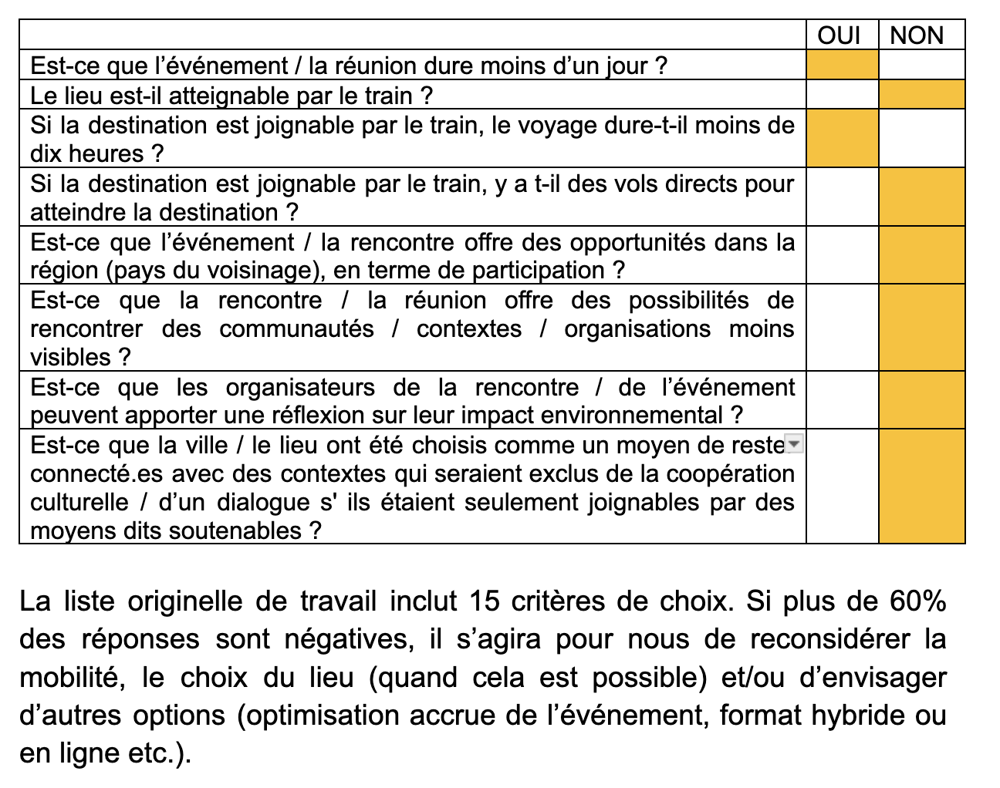 OUI NON
Est-ce que l’événement / la réunion dure moins d’un jour ?
Le lieu est-il atteignable par le train ?
Si la destination est joignable par le train, le voyage dure-t-il moins de
dix heures ?
Si la destination est joignable par le train, y a t-il des vols directs pour
atteindre la destination ?
Est-ce que l’événement / la rencontre offre des opportunités dans la
région (pays du voisinage), en terme de participation ?
Est-ce que la rencontre / la réunion offre des possibilités de
rencontrer des communautés / contextes / organisations moins
visibles ?
Est-ce que les organisateurs de la rencontre / de l’événement
peuvent apporter une réflexion sur leur impact environnemental ?
Est-ce que la ville / le lieu ont été choisis comme un moyen de reste
connecté.es avec des contextes qui seraient exclus de la coopération
culturelle / d’un dialogue s' ils étaient seulement joignables par des
moyens dits soutenables ?
La liste originelle de travail inclut 15 critères de choix. Si plus de 60%
des réponses sont négatives, il s’agira pour nous de reconsidérer la
mobilité, le choix du lieu (quand cela est possible) et/ou d’envisager
d’autres options (optimisation accrue de l’événement, format hybride ou
en ligne etc.).